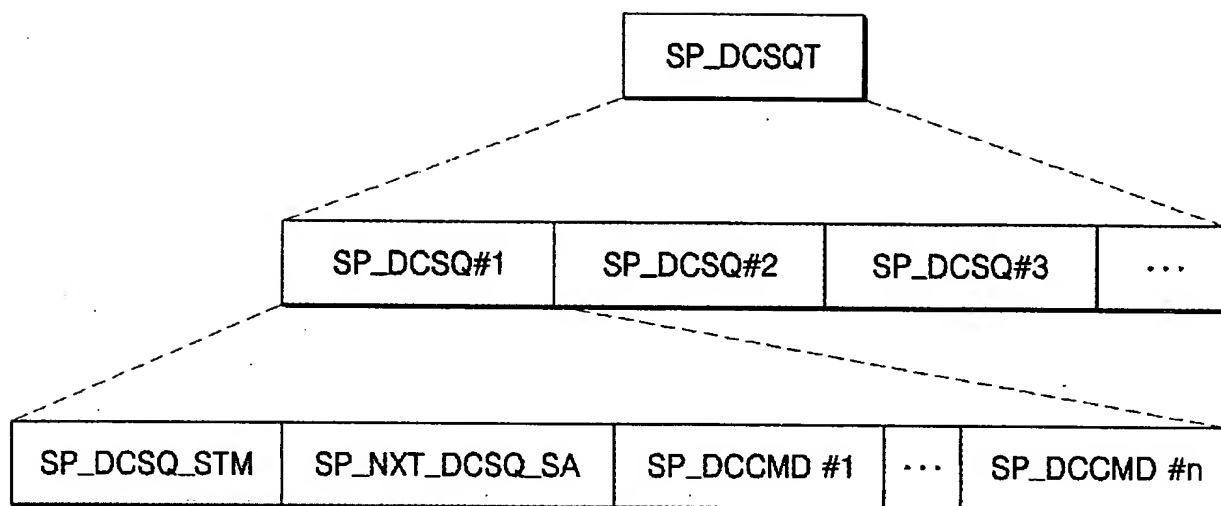 SP_DCSQT
SP_DCSQ#1 SP_DCSQ#2 SP_DCSQ#3 ···
SP_DCSQ_STM SP_NXT_DCSQ_SA SP_DCCMD #1 ··· SP_DCCMD #n